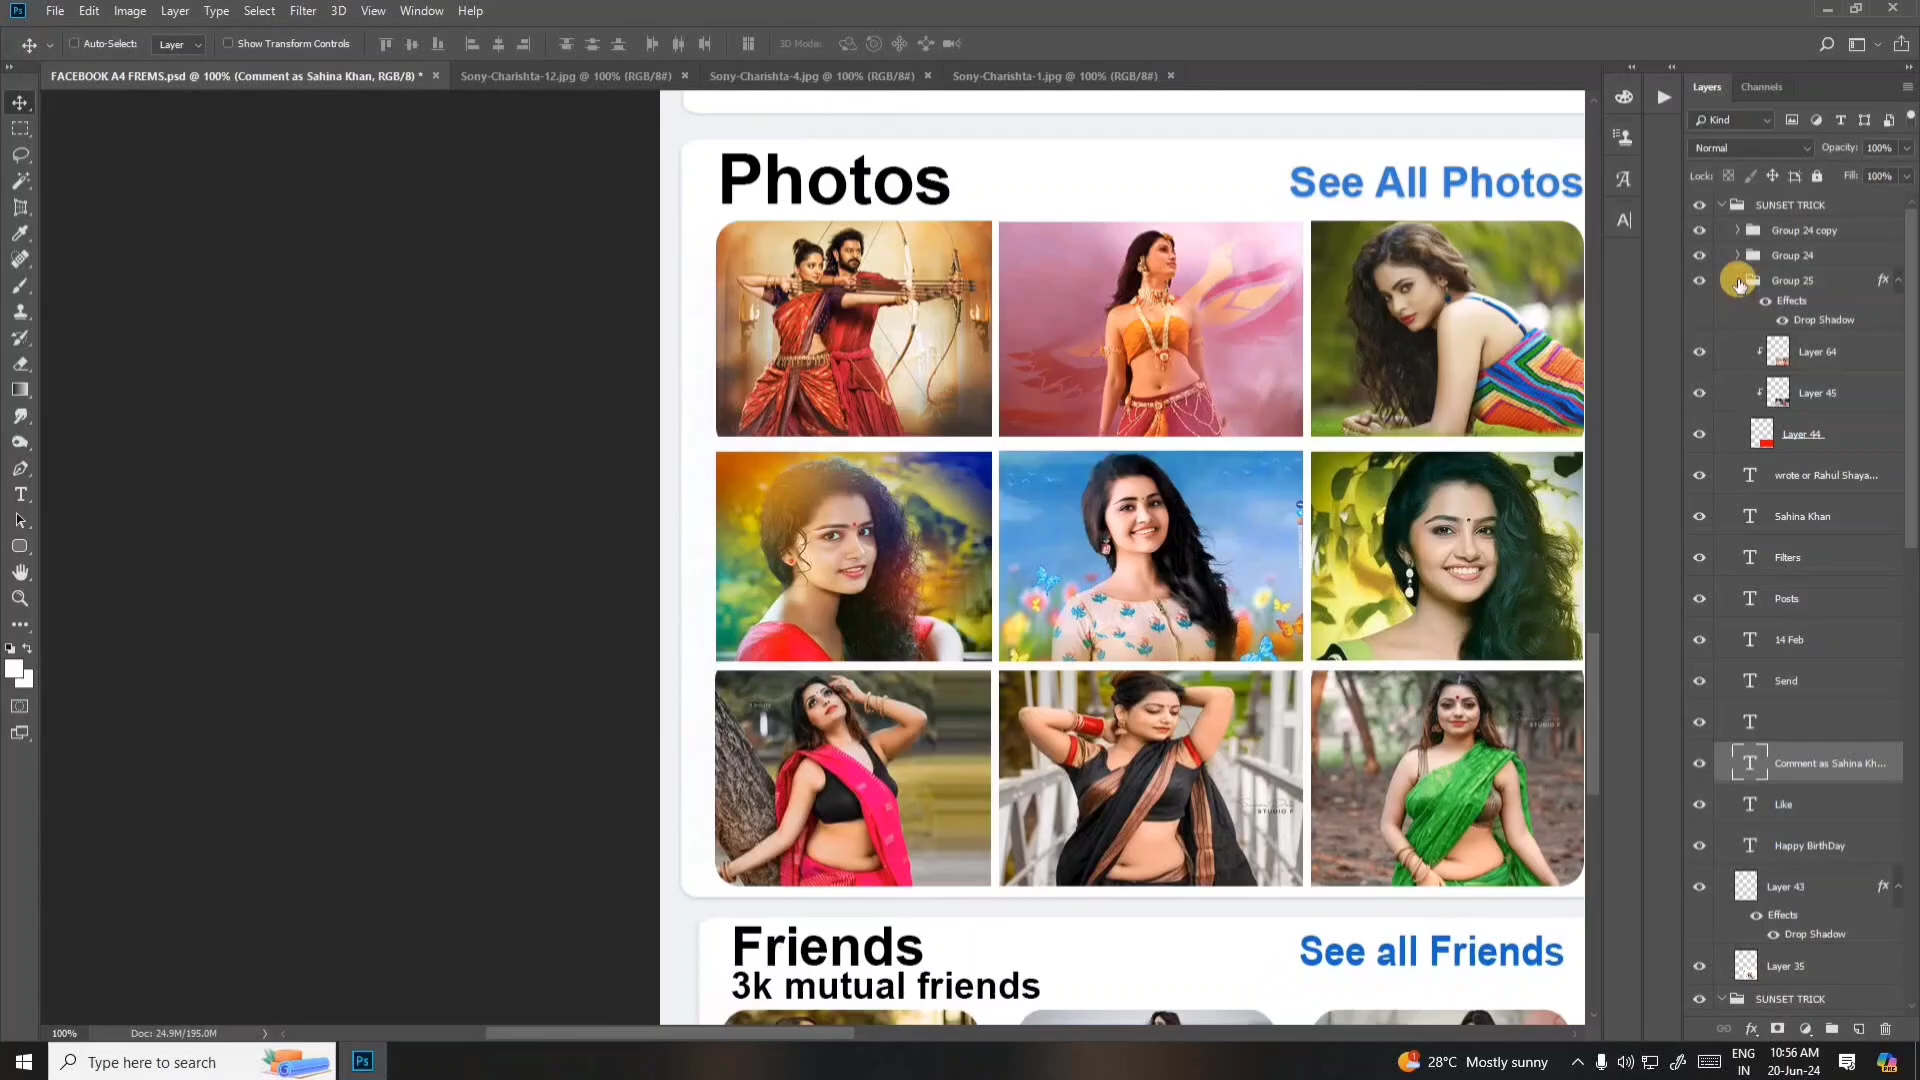 Ps File Edit Image Layer Type Select Filter 3D View Window Help
Auto-Select: Layer Show Transform Controls 3D Mode:
FACEBOOK A4 FREMS.psd @ 100% (Comment as Sahina Khan, RGB/8) *
Sony-Charishta-12.jpg @ 100% (RGB/8#)
Sony-Charishta-4.jpg @ 100% (RGB/8#)
Sony-Charishta-1.jpg @ 100% (RGB/8#)
Layers Channels
Kind
Normal Opacity: 100%
Lock: Fill: 100%
SUNSET TRICK
Group 24 copy
Group 24
Group 25 fx
Effects
Drop Shadow
Layer 64
Layer 45
Layer 44
wrote or Rahul Shaya...
Sahina Khan
Filters
Posts
14 Feb
Send
Comment as Sahina Kh...
Like
Happy BirthDay
Layer 43 fx
Effects
Drop Shadow
Layer 35
SUNSET TRICK
Photos See All Photos
STUDIO P
STUDIO F
Friends See all Friends
3k mutual friends
100% Doc: 24.9M/195.0M
Type here to search Ps
28°C Mostly sunny
ENG
IN
10:56 AM
20-Jun-24